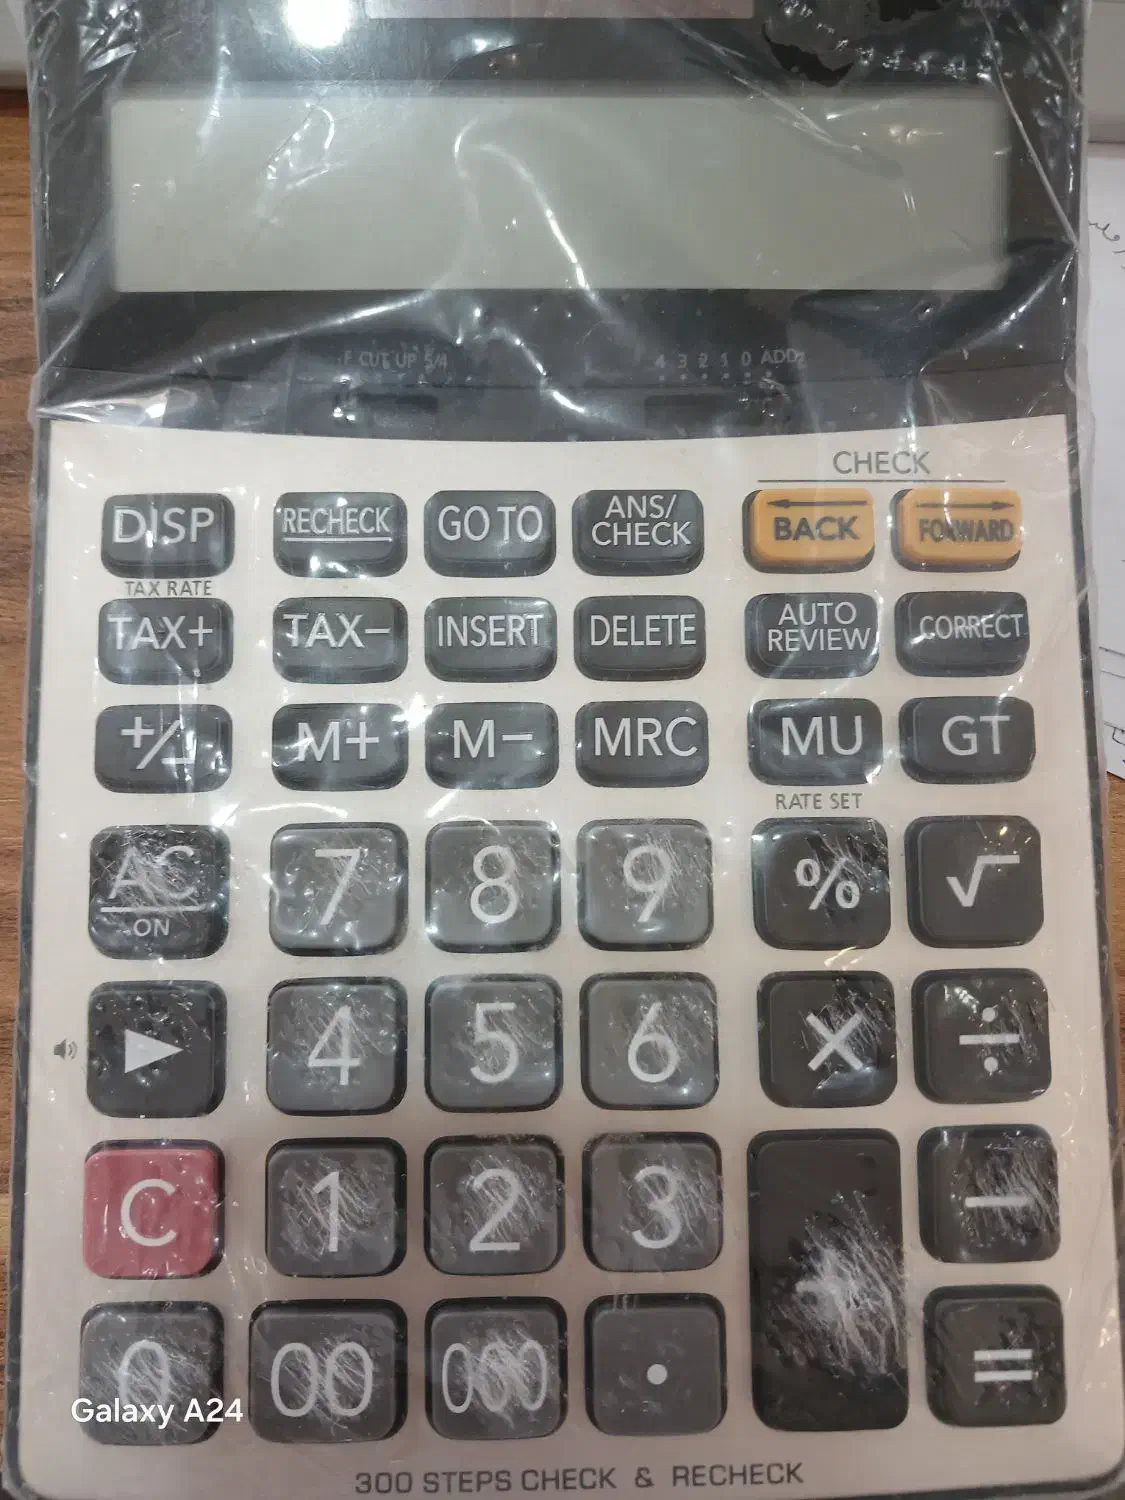 F CUT UP 5/4
4 3 2 1 0 ADD2
CHECK
DISP RECHECK GO TO ANS/CHECK BACK FORWARD
TAX RATE
TAX+ TAX− INSERT DELETE AUTO REVIEW CORRECT
+/− M+ M− MRC MU GT
RATE SET
AC/ON 7 8 9 % √
▶ 4 5 6 × ÷
C 1 2 3 −
0 00 000 . =
Galaxy A24
300 STEPS CHECK & RECHECK